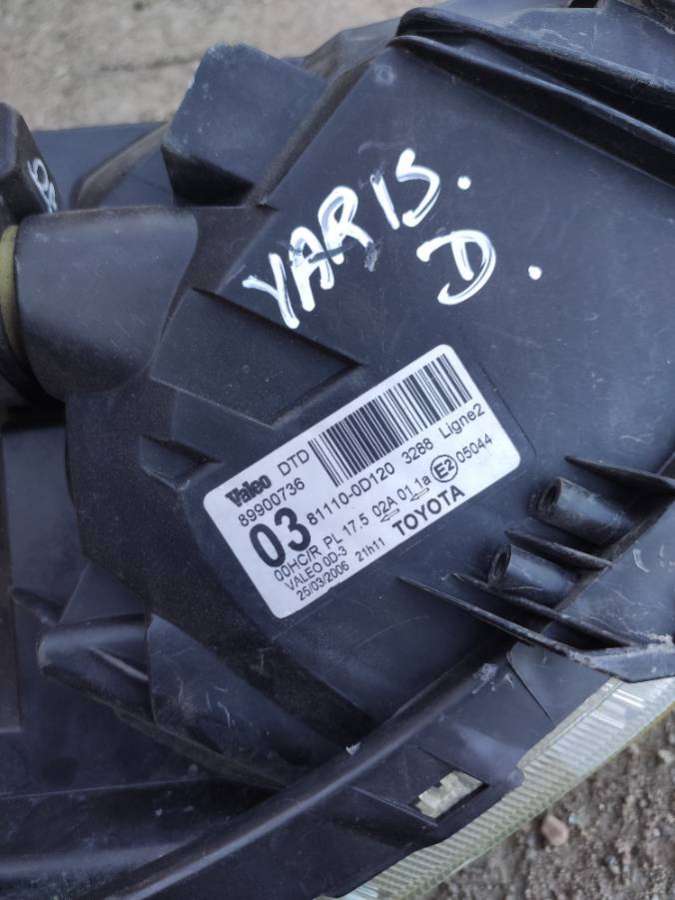 YARIS.
D.
Valeo DTD
89900736
3288 Ligne2
03 81110-0D120
00HC/R PL 17.5 02A 01 1a E2 05044
VALEO 0D-3
25/03/2006 21h11 TOYOTA